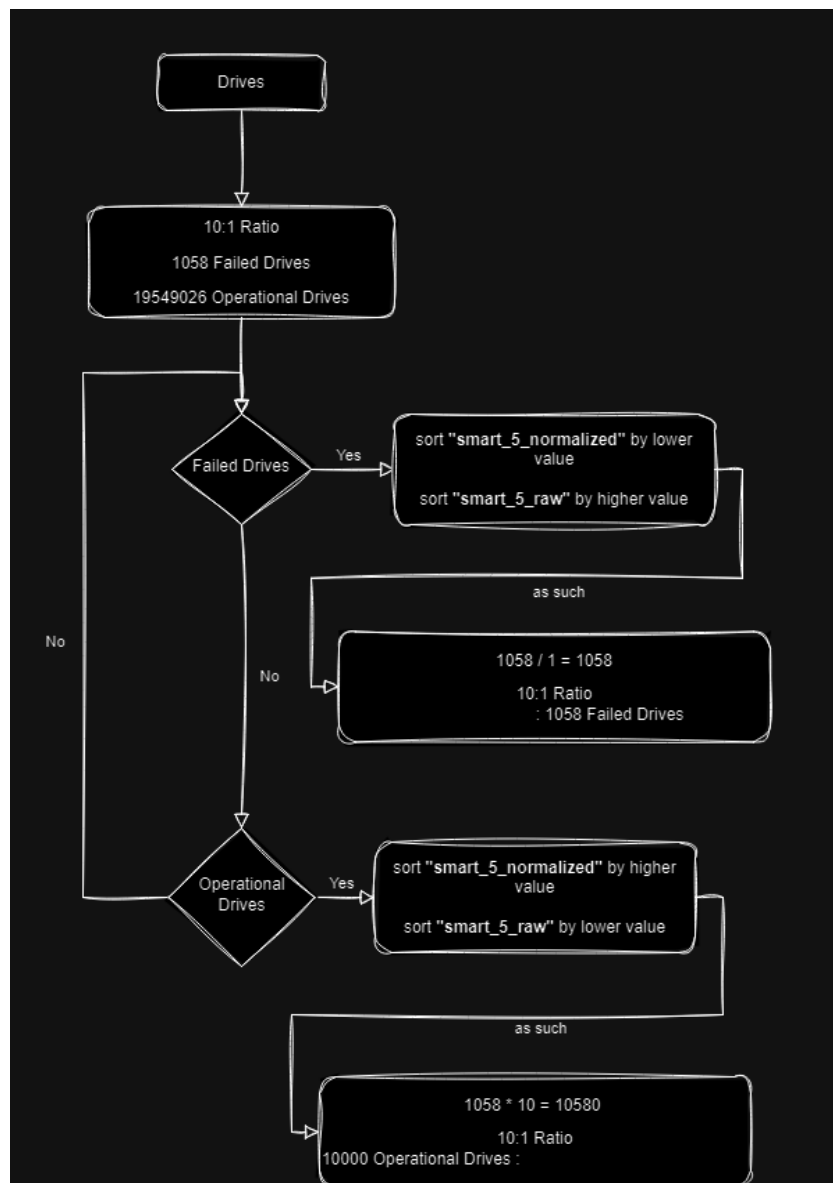 Drives
10:1 Ratio
1058 Failed Drives
19549026 Operational Drives
Failed Drives
Yes
sort "smart_5_normalized" by lower
value
sort "smart_5_raw" by higher value
as such
No
No
1058 / 1 = 1058
10:1 Ratio
: 1058 Failed Drives
Operational
Drives
Yes
sort "smart_5_normalized" by higher
value
sort "smart_5_raw" by lower value
as such
1058 * 10 = 10580
10:1 Ratio
10000 Operational Drives :